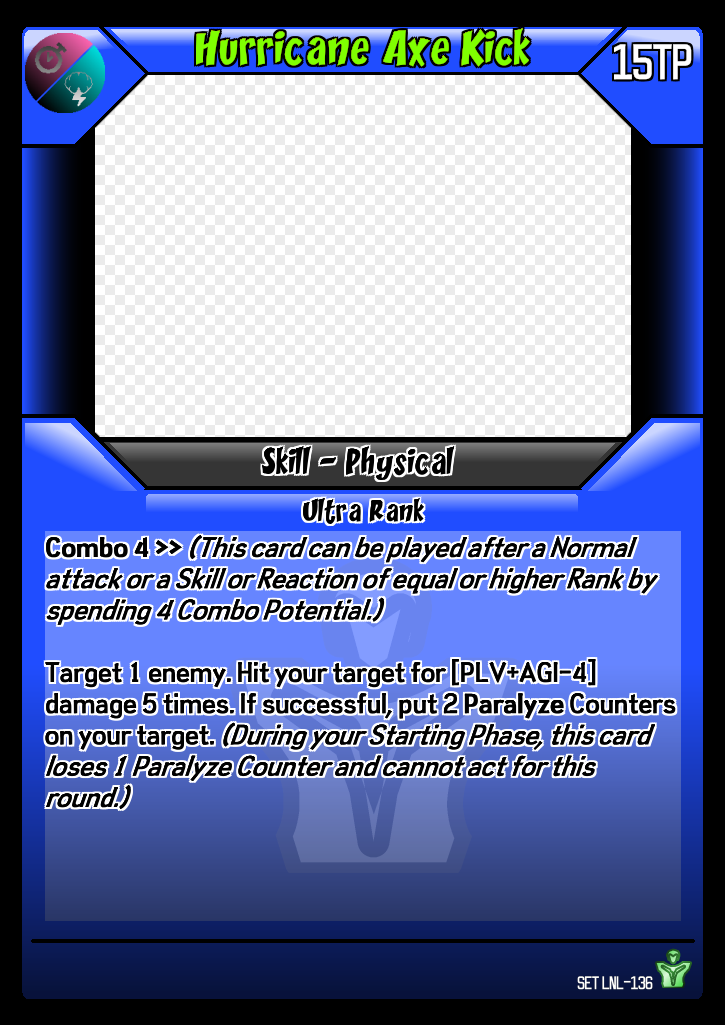 Hurricane Axe Kick
15TP
Skill - Physical
Ultra Rank
Combo 4 >> (This card can be played after a Normal
attack or a Skill or Reaction of equal or higher Rank by
spending 4 Combo Potential.)
Target 1 enemy. Hit your target for [PLV+AGI-4]
damage 5 times. If successful, put 2 Paralyze Counters
on your target. (During your Starting Phase, this card
loses 1 Paralyze Counter and cannot act for this
round.)
SET LNL-136